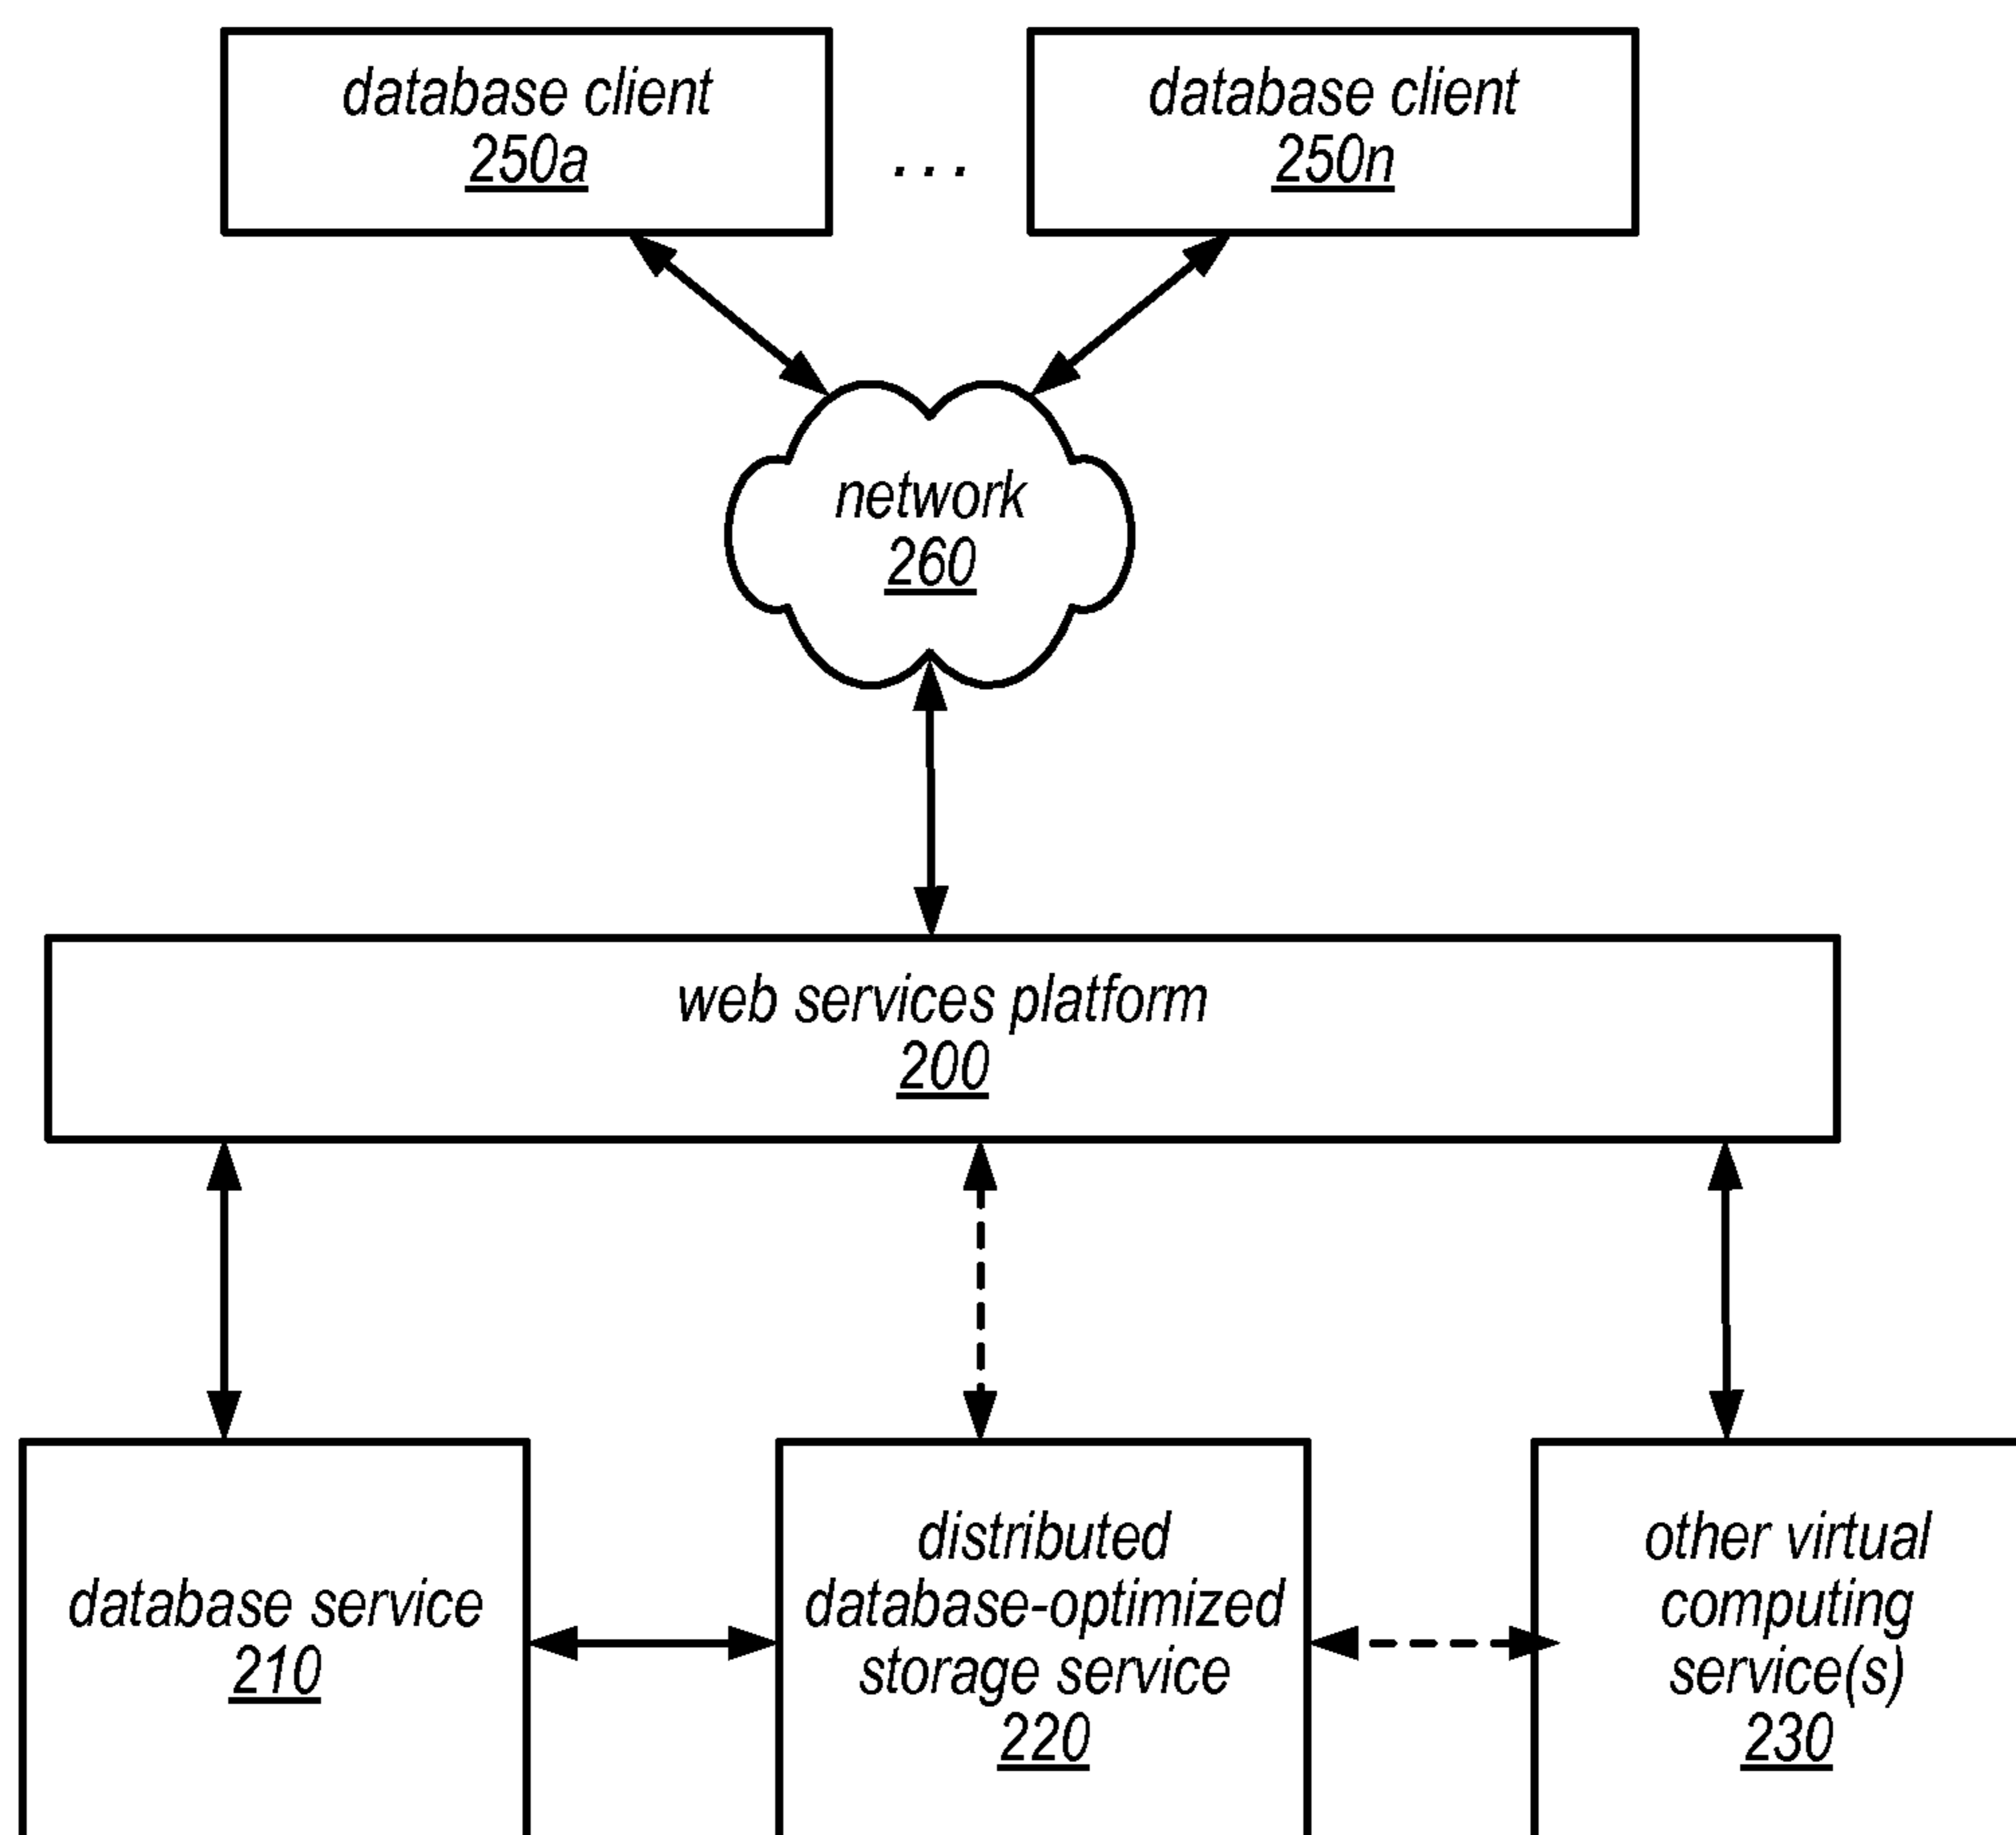 database client
250a
...
database client
250n
network
260
web services platform
200
database service
210
distributed
database-optimized
storage service
220
other virtual
computing
service(s)
230